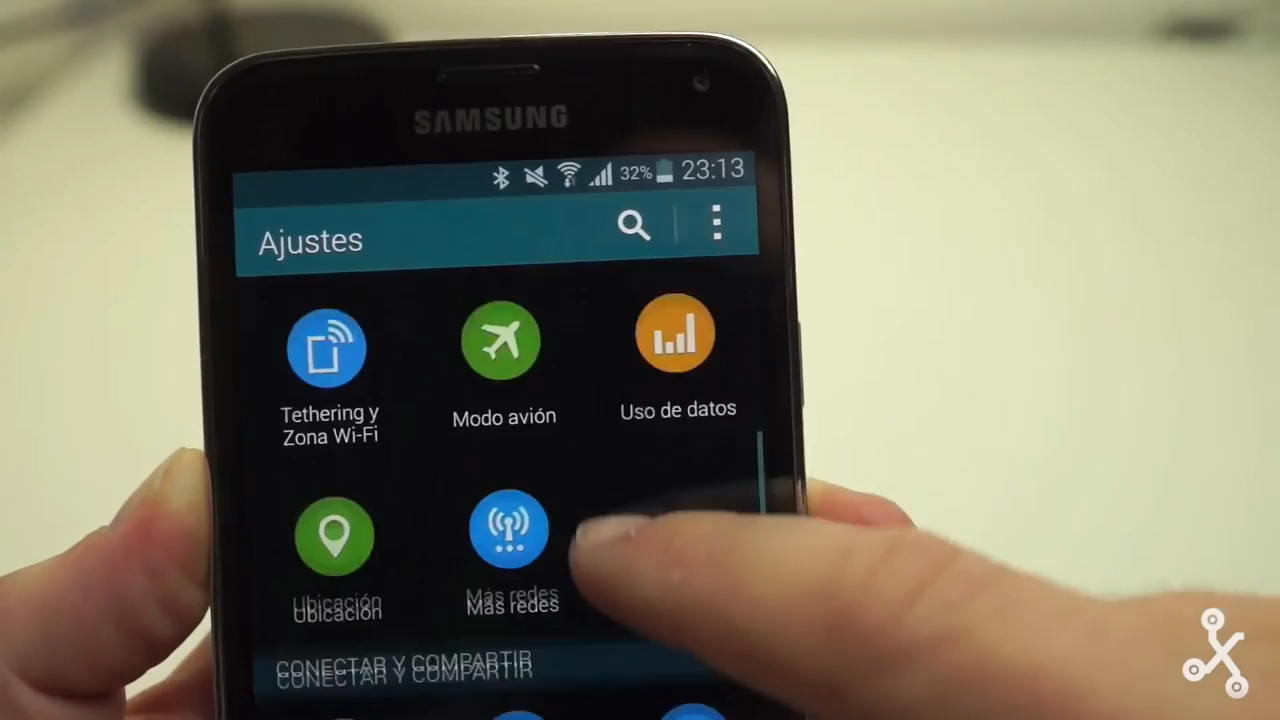 SAMSUNG
32% 23:13
Ajustes
Tethering y
Zona Wi-Fi
Modo avión
Uso de datos
Ubicación
Más redes
CONECTAR Y COMPARTIR